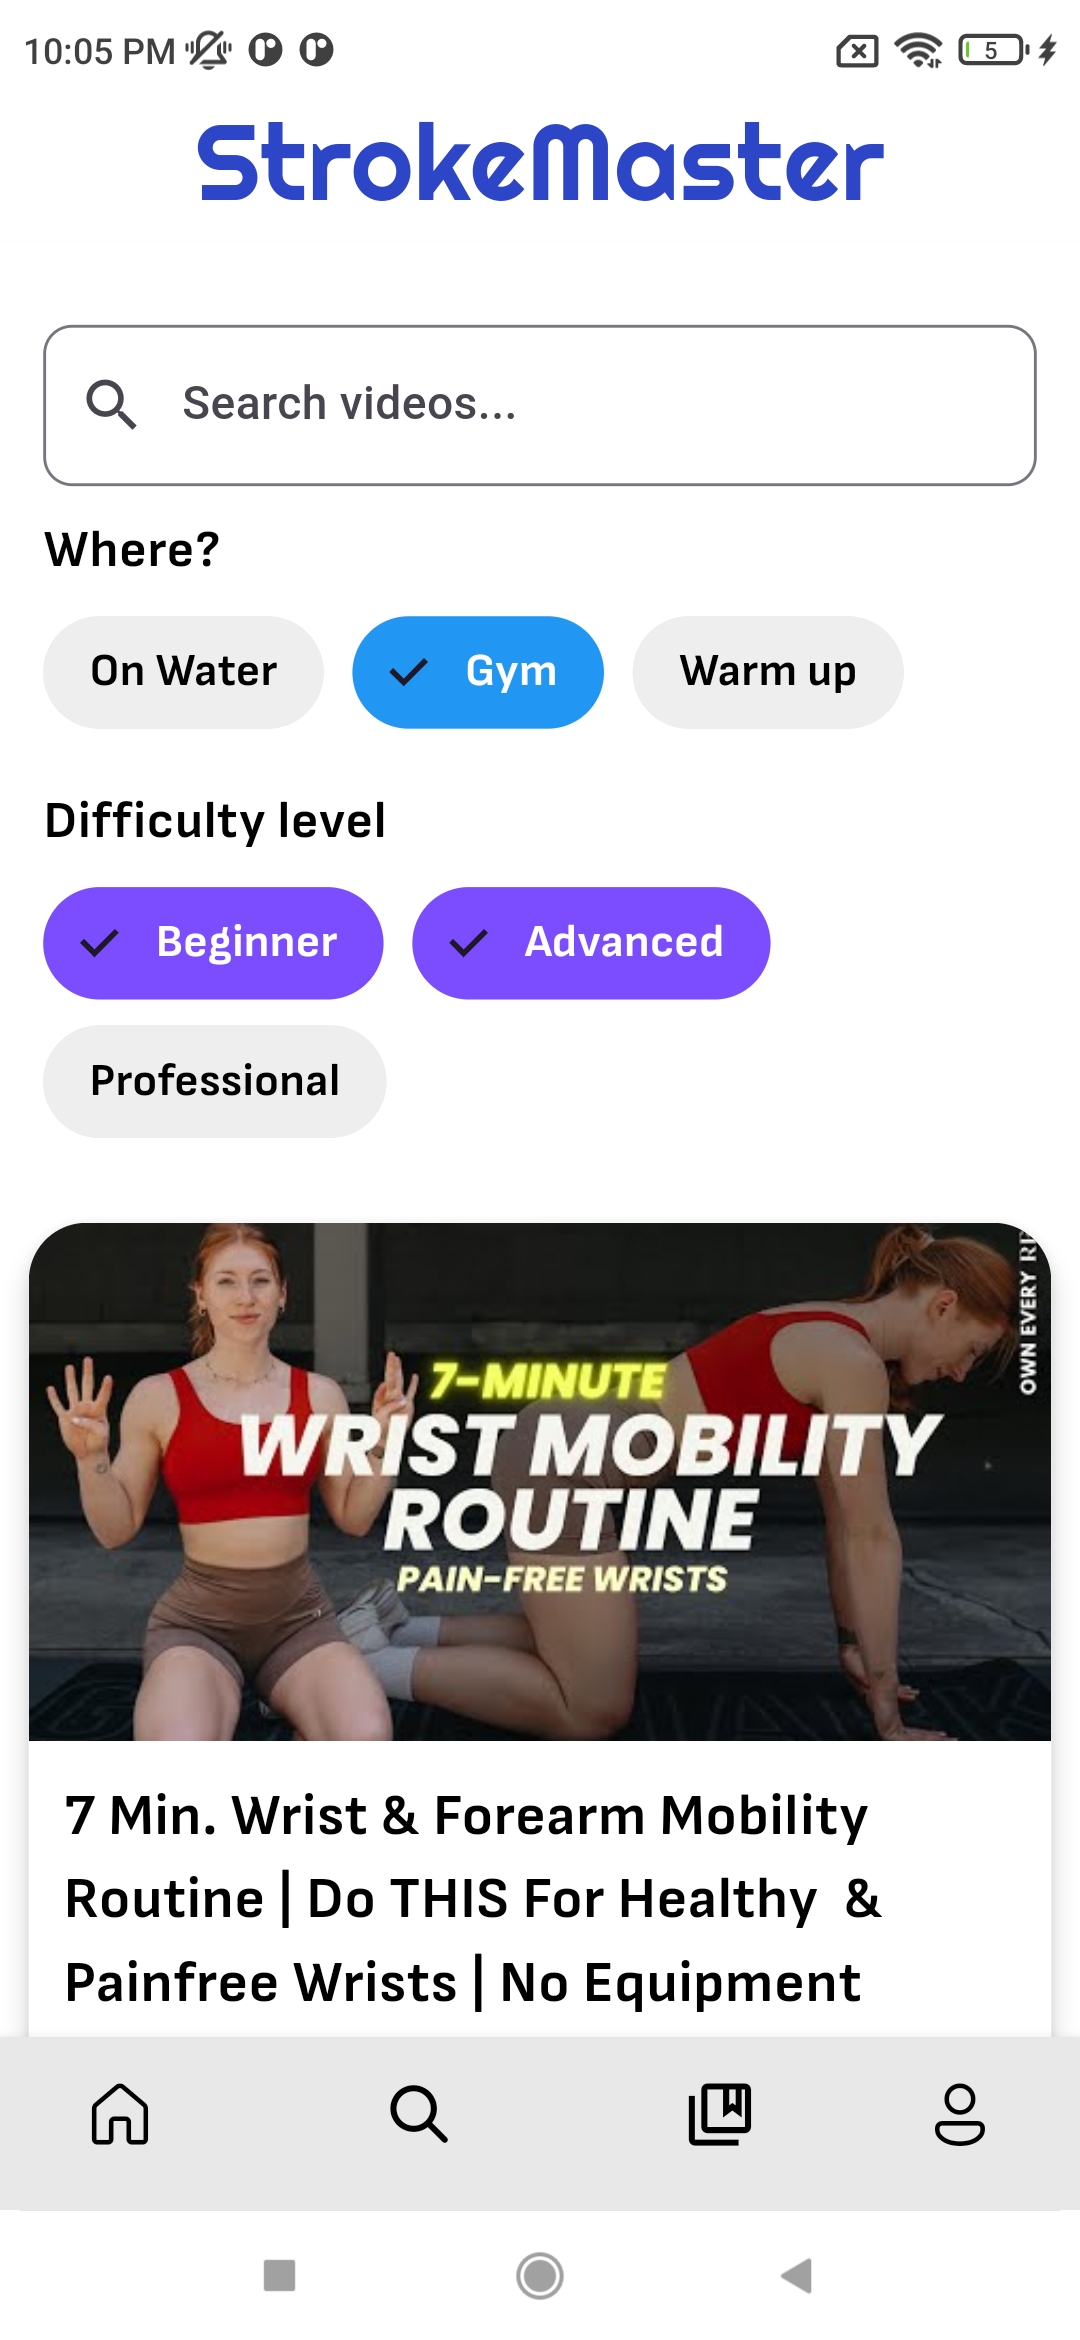 10:05 PM
5
StrokeMaster
Search videos...
Where?
On Water
Gym
Warm up
Difficulty level
Beginner
Advanced
Professional
OWN EVERY
7-MINUTE
WRIST MOBILITY
ROUTINE
PAIN-FREE WRISTS
7 Min. Wrist & Forearm Mobility
Routine | Do THIS For Healthy  &
Painfree Wrists | No Equipment